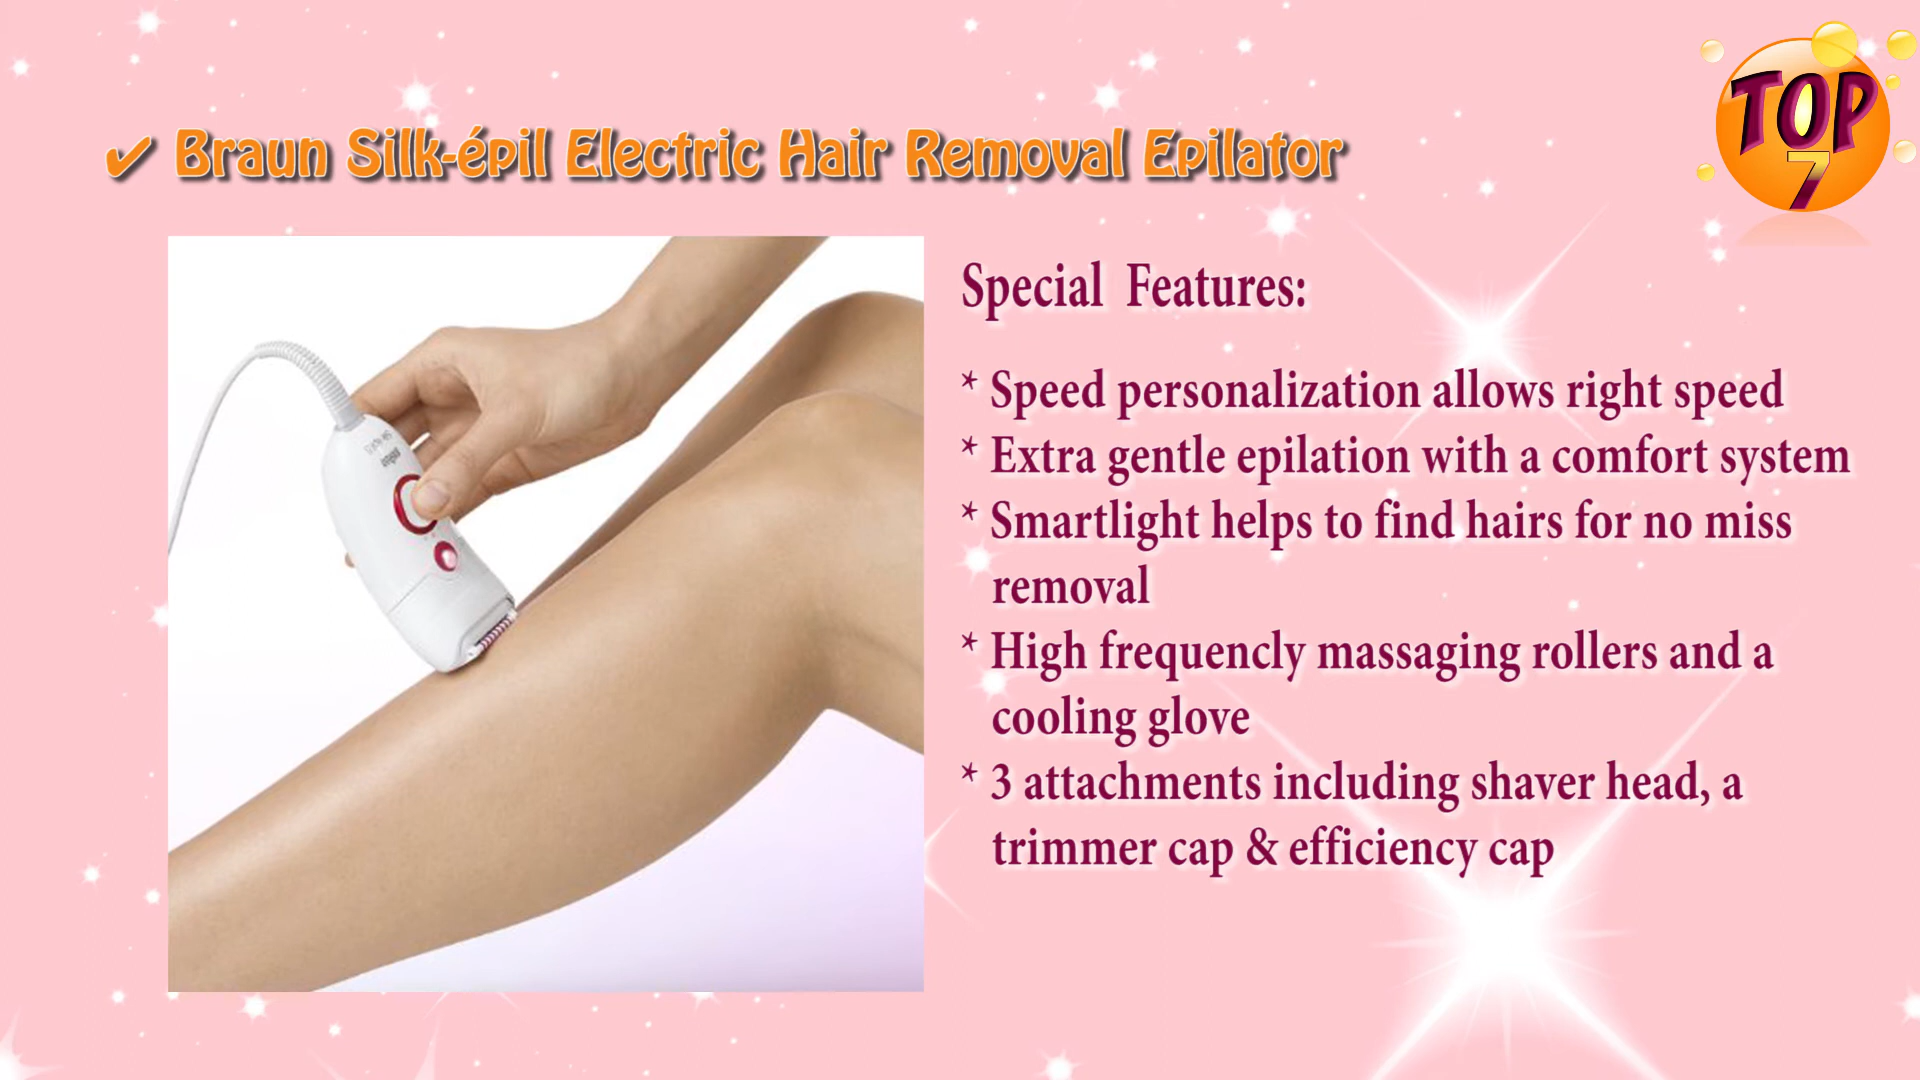 ✔ Braun Silk-épil Electric Hair Removal Epilator
TOP
7
Special Features:
* Speed personalization allows right speed
* Extra gentle epilation with a comfort system
* Smartlight helps to find hairs for no miss
removal
* High frequencly massaging rollers and a
cooling glove
* 3 attachments including shaver head, a
trimmer cap & efficiency cap